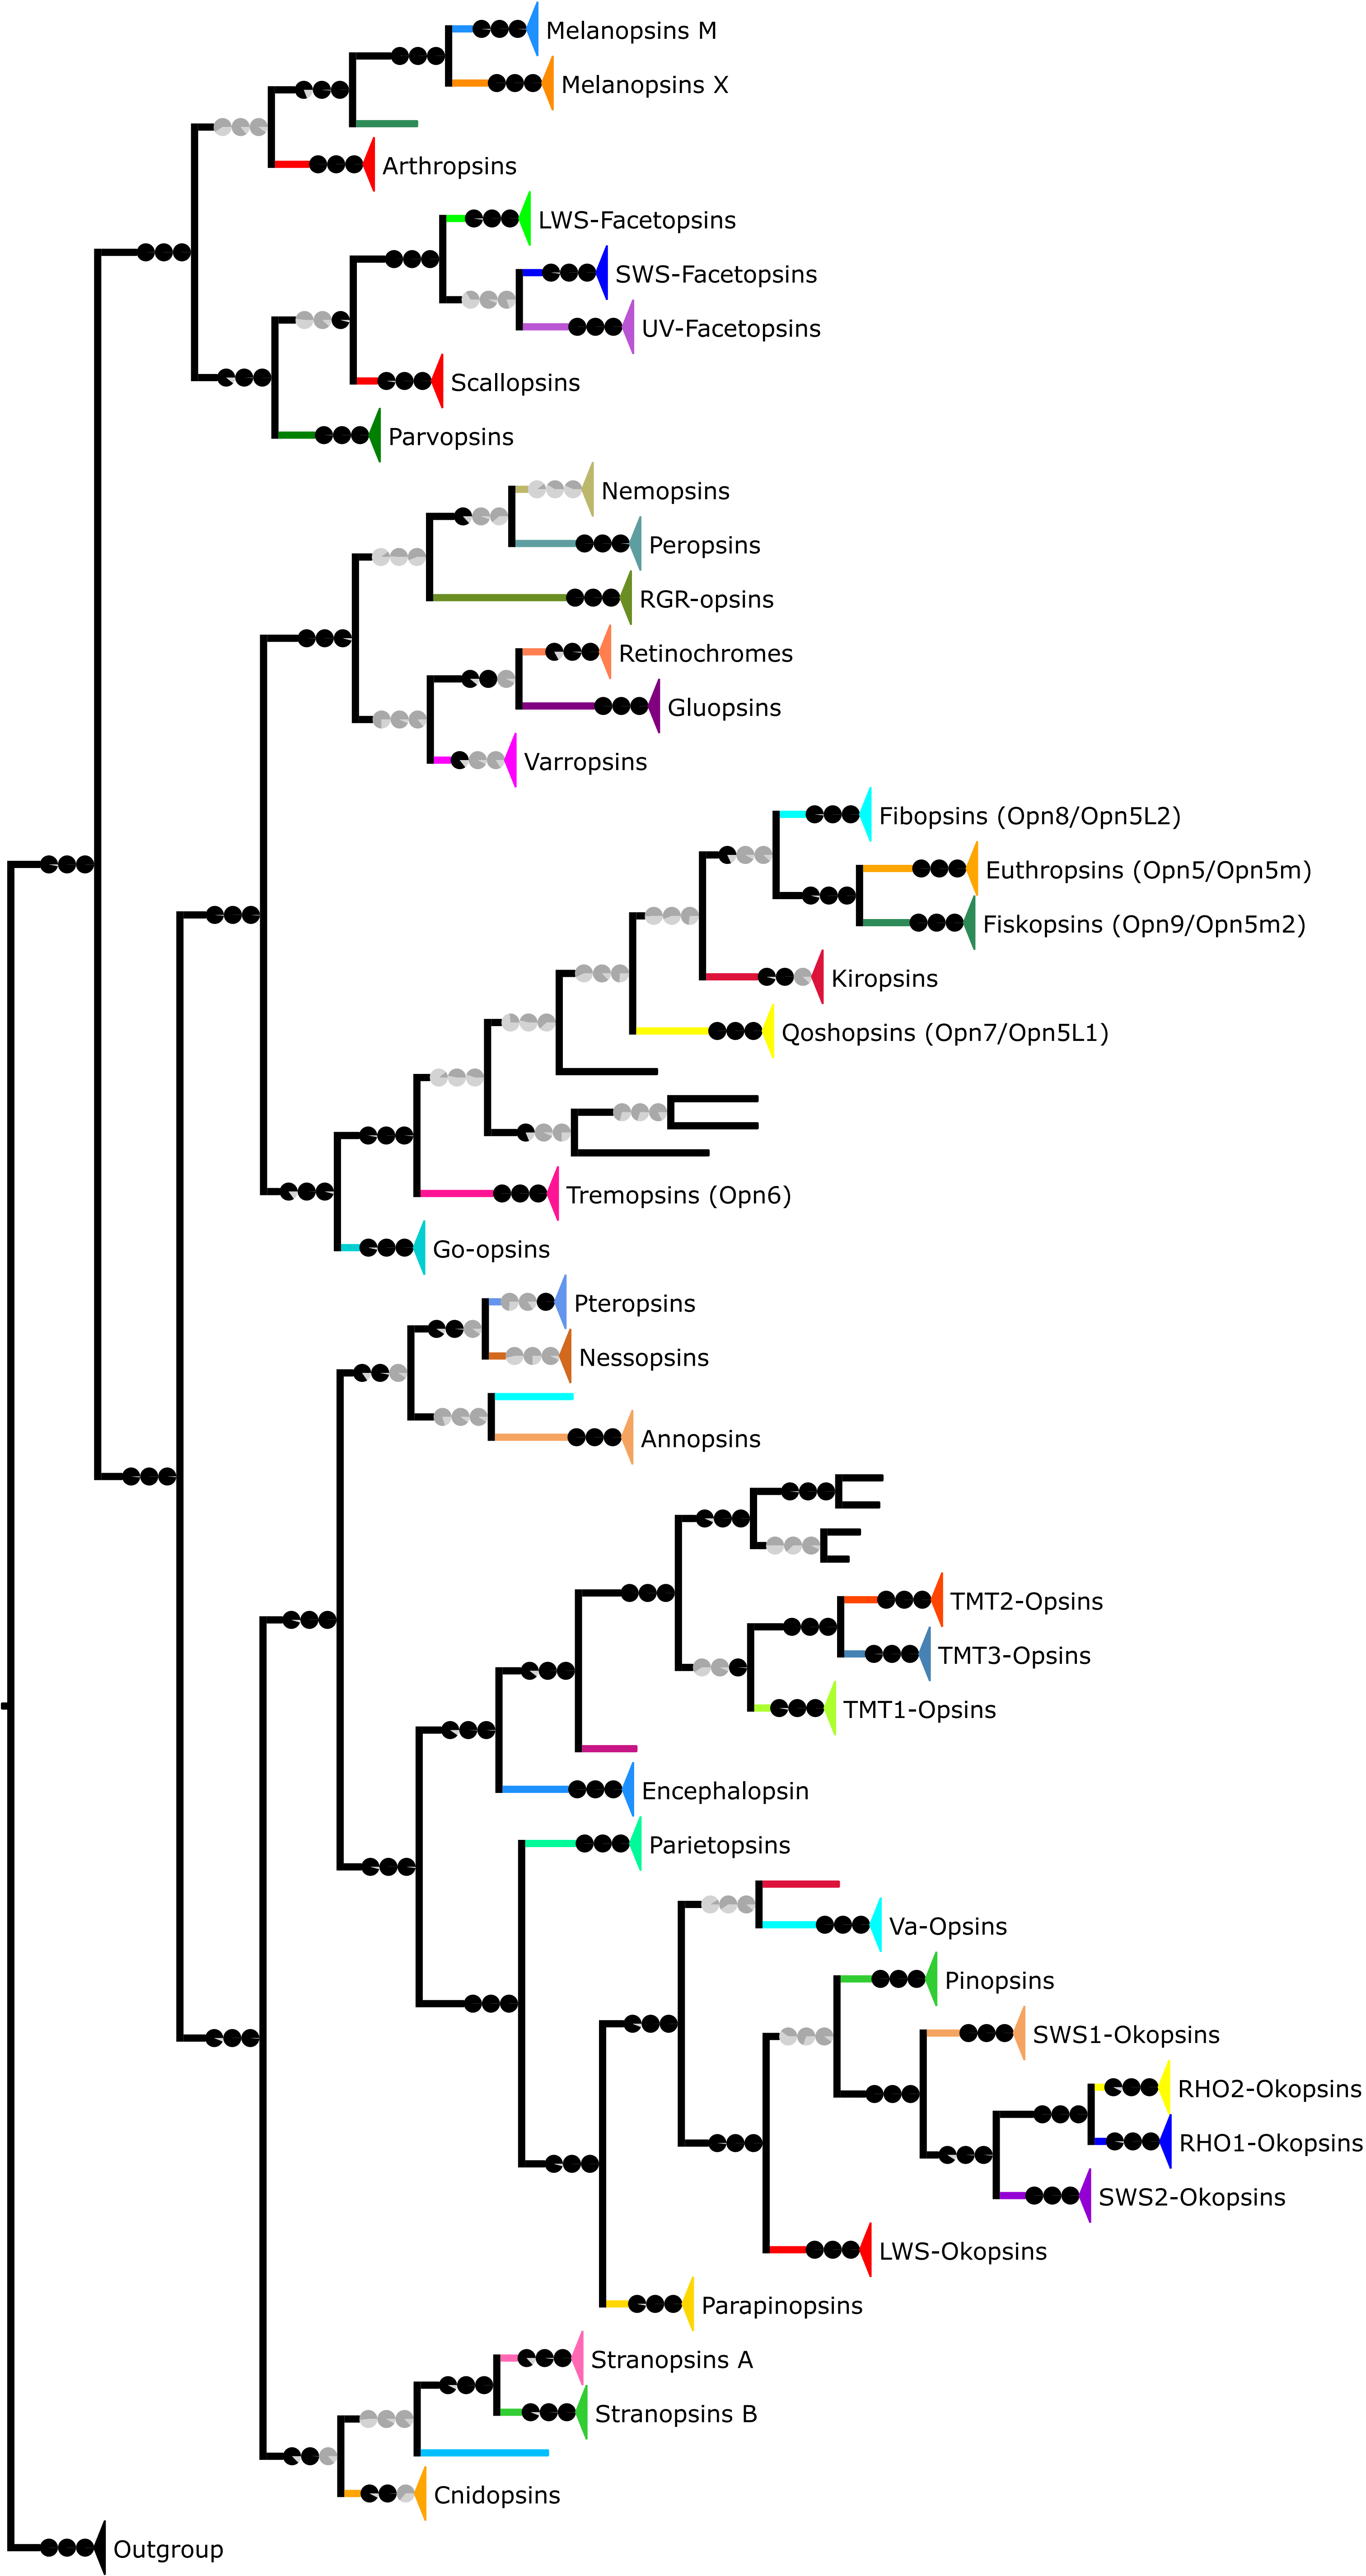 Melanopsins M
Melanopsins X
Arthropsins
LWS-Facetopsins
SWS-Facetopsins
UV-Facetopsins
Scallopsins
Parvopsins
Nemopsins
Peropsins
RGR-opsins
Retinochromes
Gluopsins
Varropsins
Fibopsins (Opn8/Opn5L2)
Euthropsins (Opn5/Opn5m)
Fiskopsins (Opn9/Opn5m2)
Kiropsins
Qoshopsins (Opn7/Opn5L1)
Tremopsins (Opn6)
Go-opsins
Pteropsins
Nessopsins
Annopsins
TMT2-Opsins
TMT3-Opsins
TMT1-Opsins
Encephalopsin
Parietopsins
Va-Opsins
Pinopsins
SWS1-Okopsins
RHO2-Okopsins
RHO1-Okopsins
SWS2-Okopsins
LWS-Okopsins
Parapinopsins
Stranopsins A
Stranopsins B
Cnidopsins
Outgroup